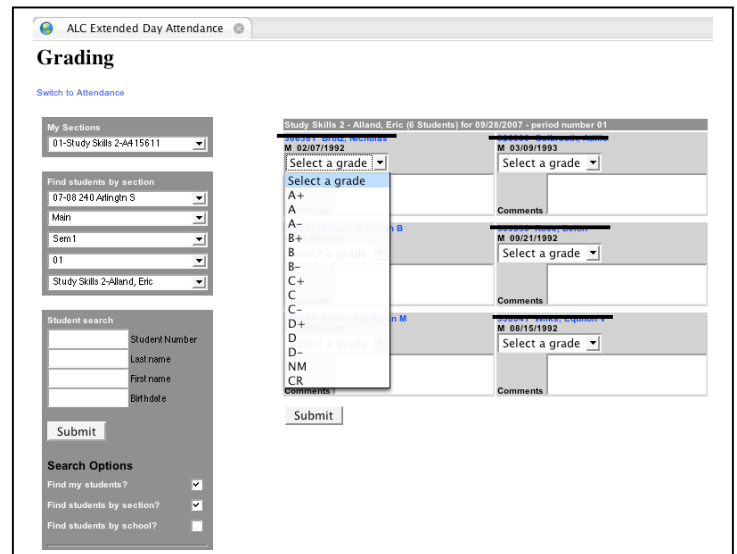 ALC Extended Day Attendance
Grading
Switch to Attendance
My Sections
01-Study Skills 2-A415611
Find students by section
07-08 240 Arlingtn S
Main
Sem1
01
Study Skills 2-Alland, Eric
Student search
Student Number
Last name
First name
Birthdate
Submit
Search Options
Find my students?
Find students by section?
Find students by school?
Study Skills 2 - Alland, Eric (6 Students) for 09/28/2007 - period number 01
M 02/07/1992
Select a grade
Select a grade
A+
A
A-
B+
B
B-
C+
C
C-
D+
D
D-
NM
CR
Comments
M 03/09/1993
Select a grade
Comments
B
M 09/21/1992
Select a grade
Comments
M
M 08/15/1992
Select a grade
Comments
Submit